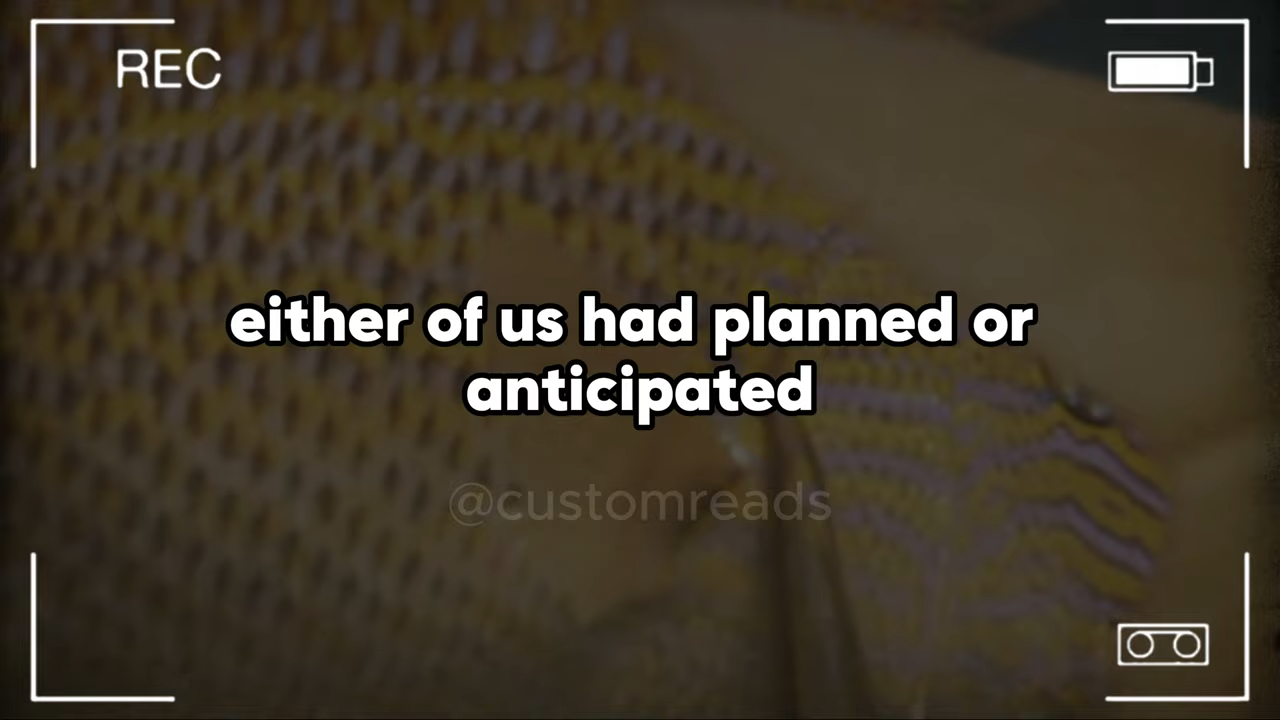 REC
either of us had planned or
anticipated
@customreads